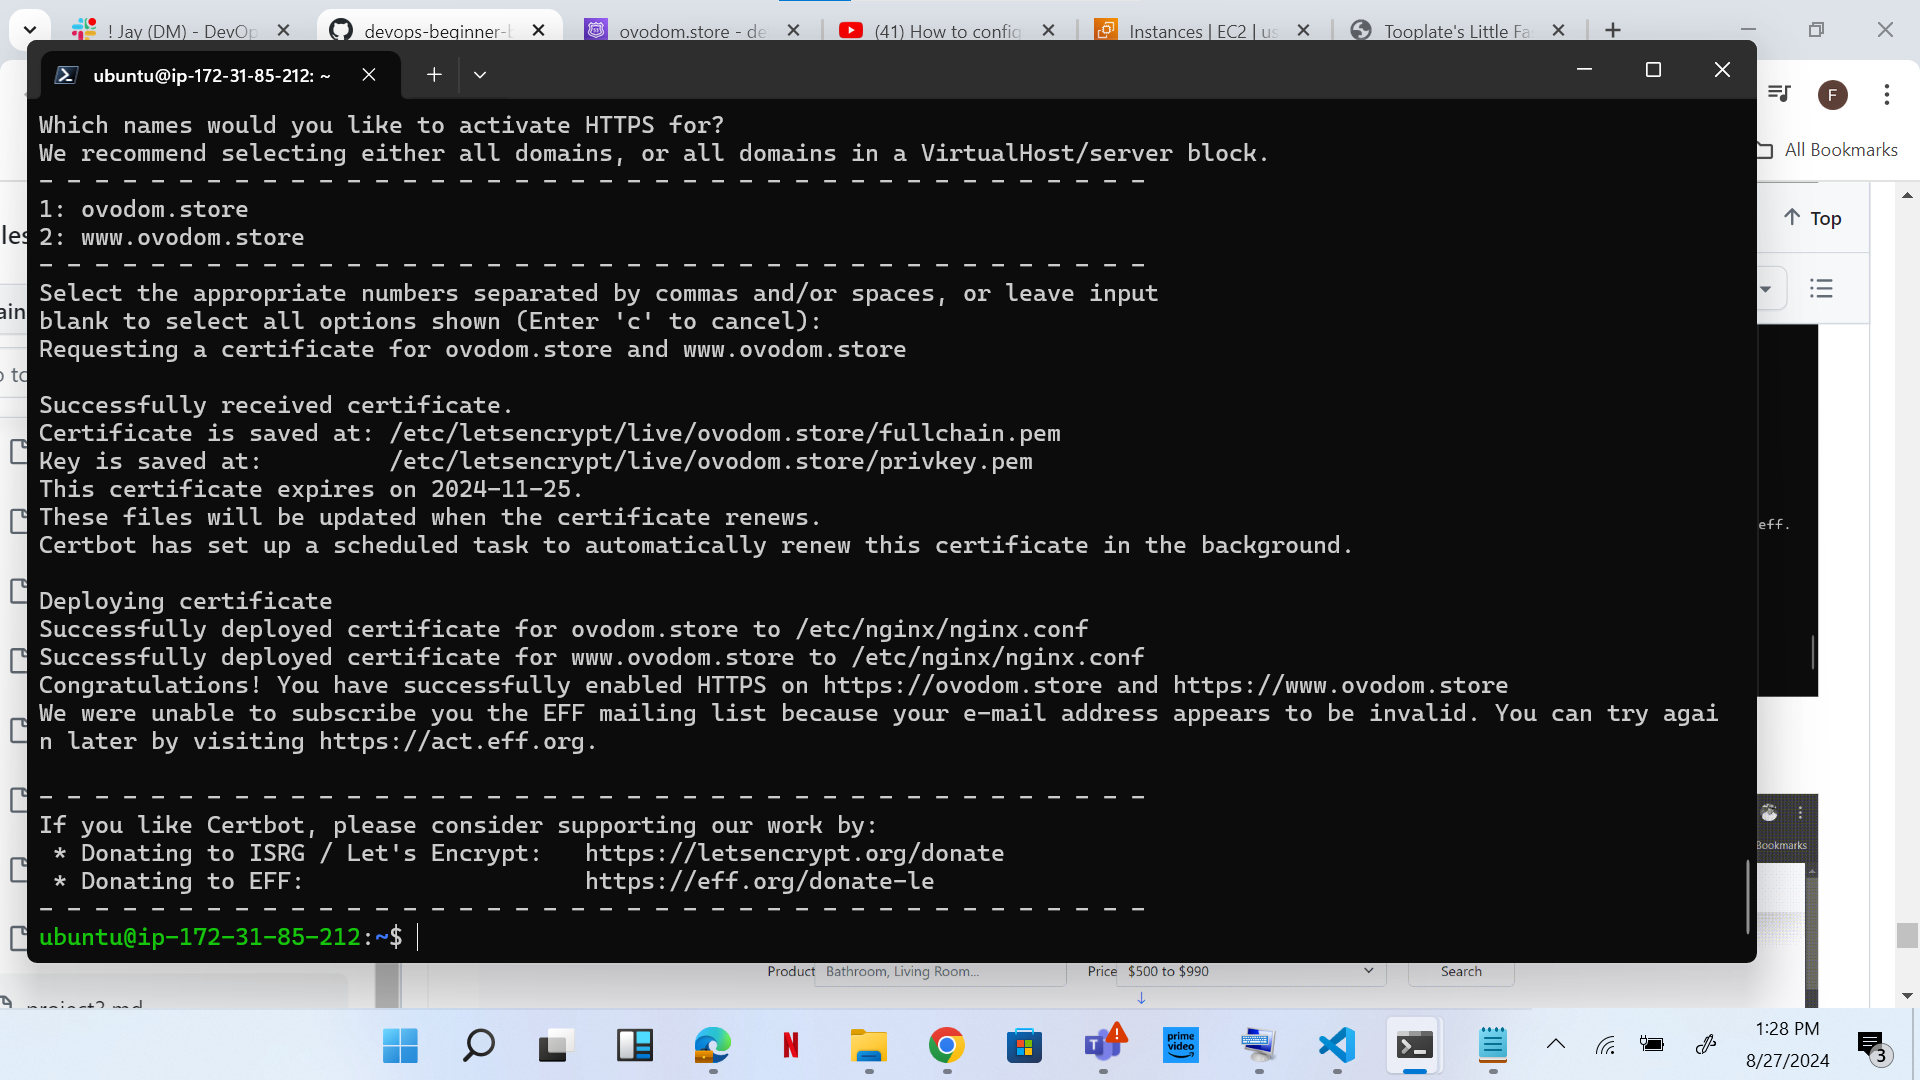 ! Jay (DM) - DevOp
devops-beginner-b
ovodom.store - de
(41) How to config
Instances | EC2 | us
Tooplate's Little Fa
ubuntu@ip-172-31-85-212: ~
F
All Bookmarks
Top
Which names would you like to activate HTTPS for?
We recommend selecting either all domains, or all domains in a VirtualHost/server block.
- - - - - - - - - - - - - - - - - - - - - - - - - - - - - - - - - - - - - - - -
1: ovodom.store
2: www.ovodom.store
- - - - - - - - - - - - - - - - - - - - - - - - - - - - - - - - - - - - - - - -
Select the appropriate numbers separated by commas and/or spaces, or leave input
blank to select all options shown (Enter 'c' to cancel):
Requesting a certificate for ovodom.store and www.ovodom.store
Successfully received certificate.
Certificate is saved at: /etc/letsencrypt/live/ovodom.store/fullchain.pem
Key is saved at:         /etc/letsencrypt/live/ovodom.store/privkey.pem
This certificate expires on 2024-11-25.
These files will be updated when the certificate renews.
Certbot has set up a scheduled task to automatically renew this certificate in the background.
Deploying certificate
Successfully deployed certificate for ovodom.store to /etc/nginx/nginx.conf
Successfully deployed certificate for www.ovodom.store to /etc/nginx/nginx.conf
Congratulations! You have successfully enabled HTTPS on https://ovodom.store and https://www.ovodom.store
We were unable to subscribe you the EFF mailing list because your e-mail address appears to be invalid. You can try agai
n later by visiting https://act.eff.org.
- - - - - - - - - - - - - - - - - - - - - - - - - - - - - - - - - - - - - - - -
If you like Certbot, please consider supporting our work by:
 * Donating to ISRG / Let's Encrypt:   https://letsencrypt.org/donate
 * Donating to EFF:                    https://eff.org/donate-le
- - - - - - - - - - - - - - - - - - - - - - - - - - - - - - - - - - - - - - - -
ubuntu@ip-172-31-85-212:~$
les
ain
to
eff.
Bookmarks
Product Bathroom, Living Room... Price $500 to $990 Search
project3.md
prime video
1:28 PM
8/27/2024
3